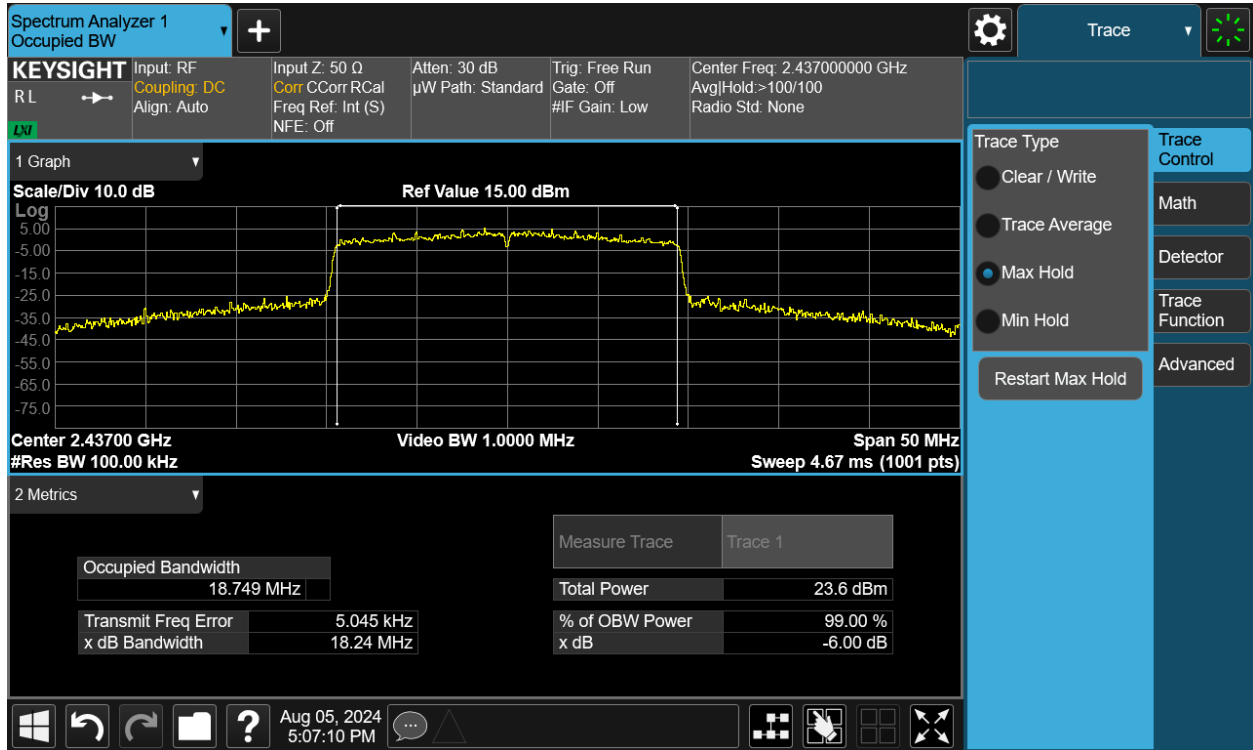 Spectrum Analyzer 1
Occupied BW
+
Trace
KEYSIGHT
R L
LXI
Input: RF
Coupling: DC
Align: Auto
Input Z: 50 Ω
Corr CCorr RCal
Freq Ref: Int (S)
NFE: Off
Atten: 30 dB
µW Path: Standard
Trig: Free Run
Gate: Off
#IF Gain: Low
Center Freq: 2.437000000 GHz
Avg|Hold:>100/100
Radio Std: None
1 Graph
Scale/Div 10.0 dB
Ref Value 15.00 dBm
Log
5.00
-5.00
-15.0
-25.0
-35.0
-45.0
-55.0
-65.0
-75.0
Center 2.43700 GHz
Video BW 1.0000 MHz
Span 50 MHz
#Res BW 100.00 kHz
Sweep 4.67 ms (1001 pts)
2 Metrics
Measure Trace Trace 1
Occupied Bandwidth
18.749 MHz
Total Power 23.6 dBm
Transmit Freq Error 5.045 kHz
% of OBW Power 99.00 %
x dB Bandwidth 18.24 MHz
x dB -6.00 dB
Trace Type
Clear / Write
Trace Average
Max Hold
Min Hold
Restart Max Hold
Trace
Control
Math
Detector
Trace
Function
Advanced
?
Aug 05, 2024
5:07:10 PM